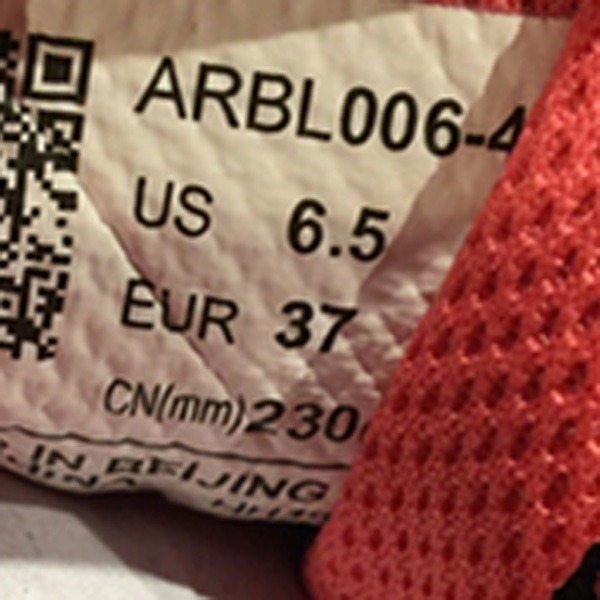 ARBL006-4
US 6.5
EUR 37
CN(mm)230
IN BEIJING